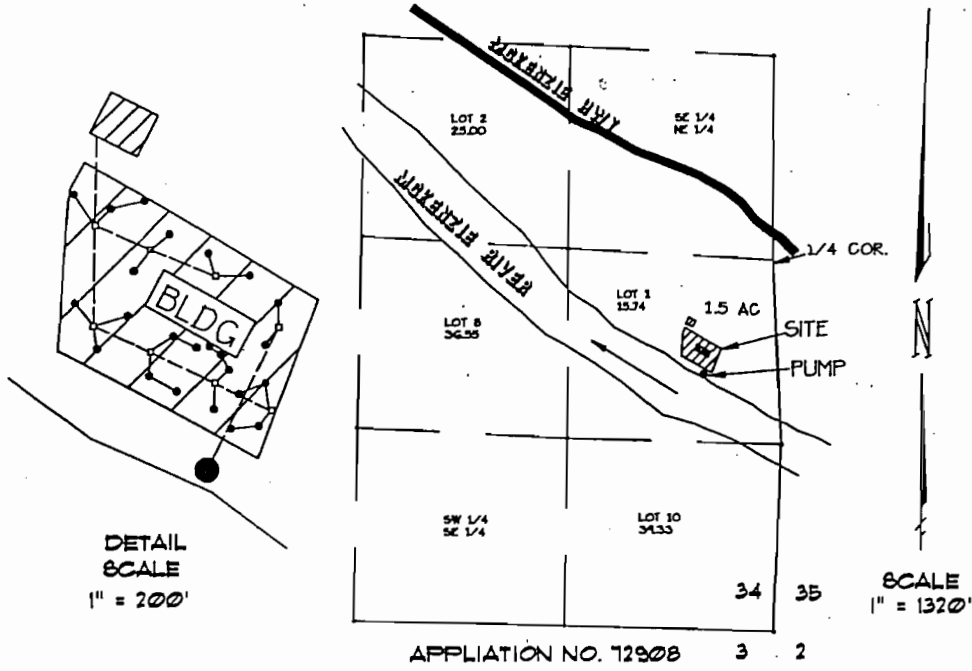 MCKENZIE HWY
LOT 2
25.00
SE 1/4
NE 1/4
MCKENZIE RIVER
1/4 COR.
LOT 1
15.74
1.5 AC
SITE
PUMP
LOT 8
36.55
BLDG
N
SW 1/4
SE 1/4
LOT 10
34.33
DETAIL
SCALE
1" = 200'
34 35
SCALE
1" = 1320'
APPLIATION NO. 72908
3 2